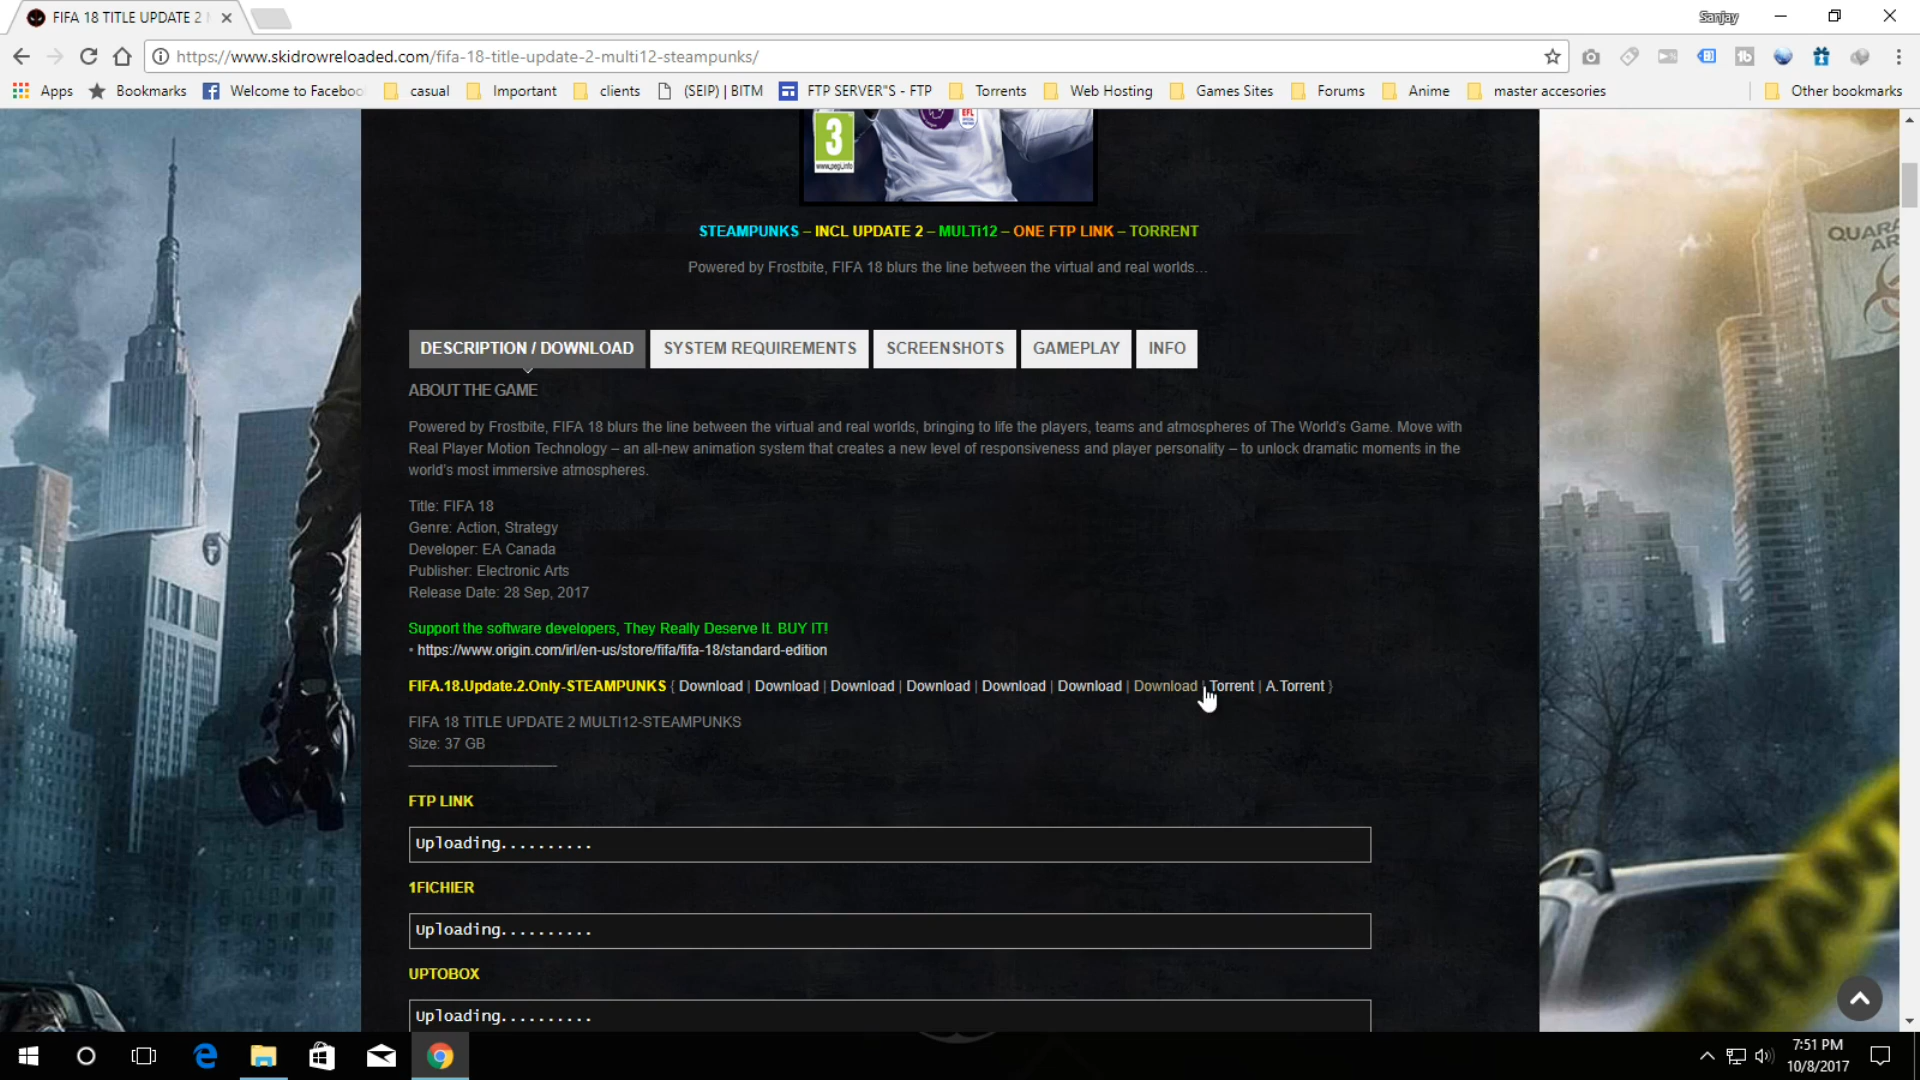 FIFA 18 TITLE UPDATE 2
Sanjay
https://www.skidrowreloaded.com/fifa-18-title-update-2-multi12-steampunks/
Apps Bookmarks Welcome to Faceboo casual Important clients (SEIP) | BITM FTP SERVER"S - FTP Torrents Web Hosting Games Sites Forums Anime master accesories Other bookmarks
3
www.pegi.info
EFL
QUARA
AR
STEAMPUNKS – INCL UPDATE 2 – MULTi12 – ONE FTP LINK – TORRENT
Powered by Frostbite, FIFA 18 blurs the line between the virtual and real worlds…
DESCRIPTION / DOWNLOAD SYSTEM REQUIREMENTS SCREENSHOTS GAMEPLAY INFO
ABOUT THE GAME
Powered by Frostbite, FIFA 18 blurs the line between the virtual and real worlds, bringing to life the players, teams and atmospheres of The World's Game. Move with
Real Player Motion Technology – an all-new animation system that creates a new level of responsiveness and player personality – to unlock dramatic moments in the
world's most immersive atmospheres.
Title: FIFA 18
Genre: Action, Strategy
Developer: EA Canada
Publisher: Electronic Arts
Release Date: 28 Sep, 2017
Support the software developers, They Really Deserve It. BUY IT!
• https://www.origin.com/irl/en-us/store/fifa/fifa-18/standard-edition
FIFA.18.Update.2.Only-STEAMPUNKS { Download | Download | Download | Download | Download | Download | Download | Torrent | A.Torrent }
FIFA 18 TITLE UPDATE 2 MULTI12-STEAMPUNKS
Size: 37 GB
FTP LINK
Uploading..........
1FICHIER
Uploading..........
UPTOBOX
Uploading..........
7:51 PM
10/8/2017